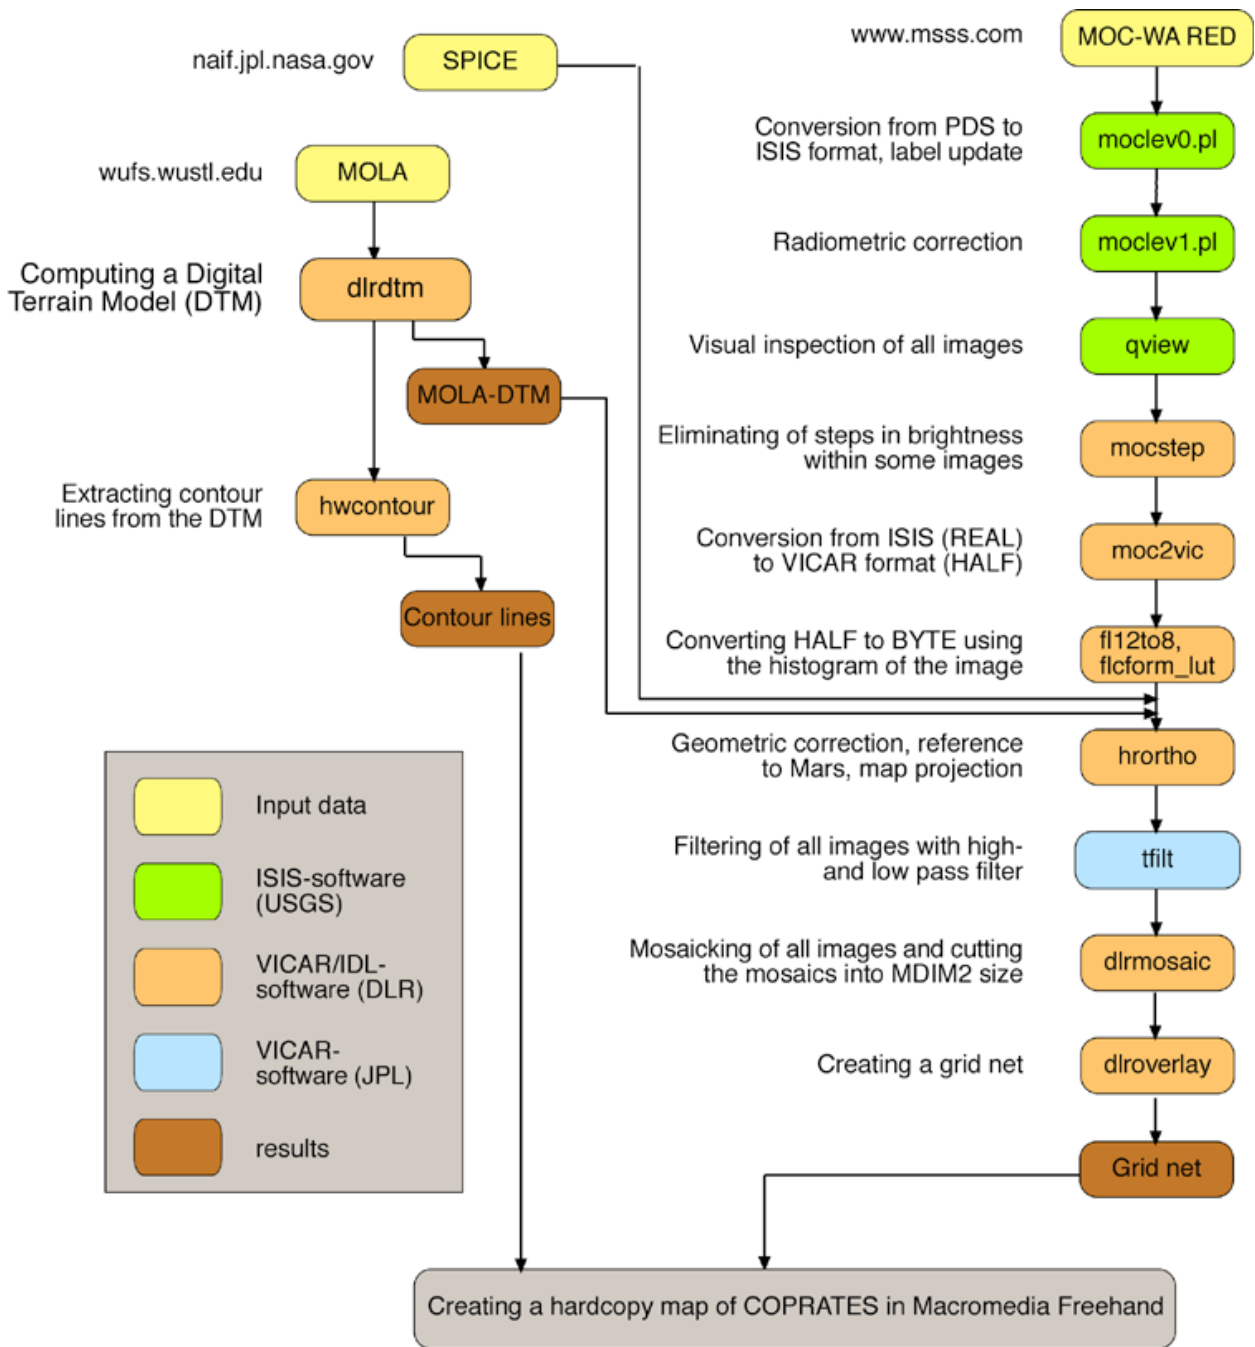 www.msss.com
MOC-WA RED
naif.jpl.nasa.gov
SPICE
Conversion from PDS to
ISIS format, label update
moclev0.pl
wufs.wustl.edu
MOLA
Radiometric correction
moclev1.pl
Computing a Digital
Terrain Model (DTM)
dlrdtm
Visual inspection of all images
qview
MOLA-DTM
Eliminating of steps in brightness
within some images
mocstep
Extracting contour
lines from the DTM
hwcontour
Conversion from ISIS (REAL)
to VICAR format (HALF)
moc2vic
Contour lines
Converting HALF to BYTE using
the histogram of the image
fl12to8,
flcform_lut
Geometric correction, reference
to Mars, map projection
hrortho
Filtering of all images with high-
and low pass filter
tfilt
Mosaicking of all images and cutting
the mosaics into MDIM2 size
dlrmosaic
Creating a grid net
dlroverlay
Grid net
Input data
ISIS-software
(USGS)
VICAR/IDL-
software (DLR)
VICAR-
software (JPL)
results
Creating a hardcopy map of COPRATES in Macromedia Freehand